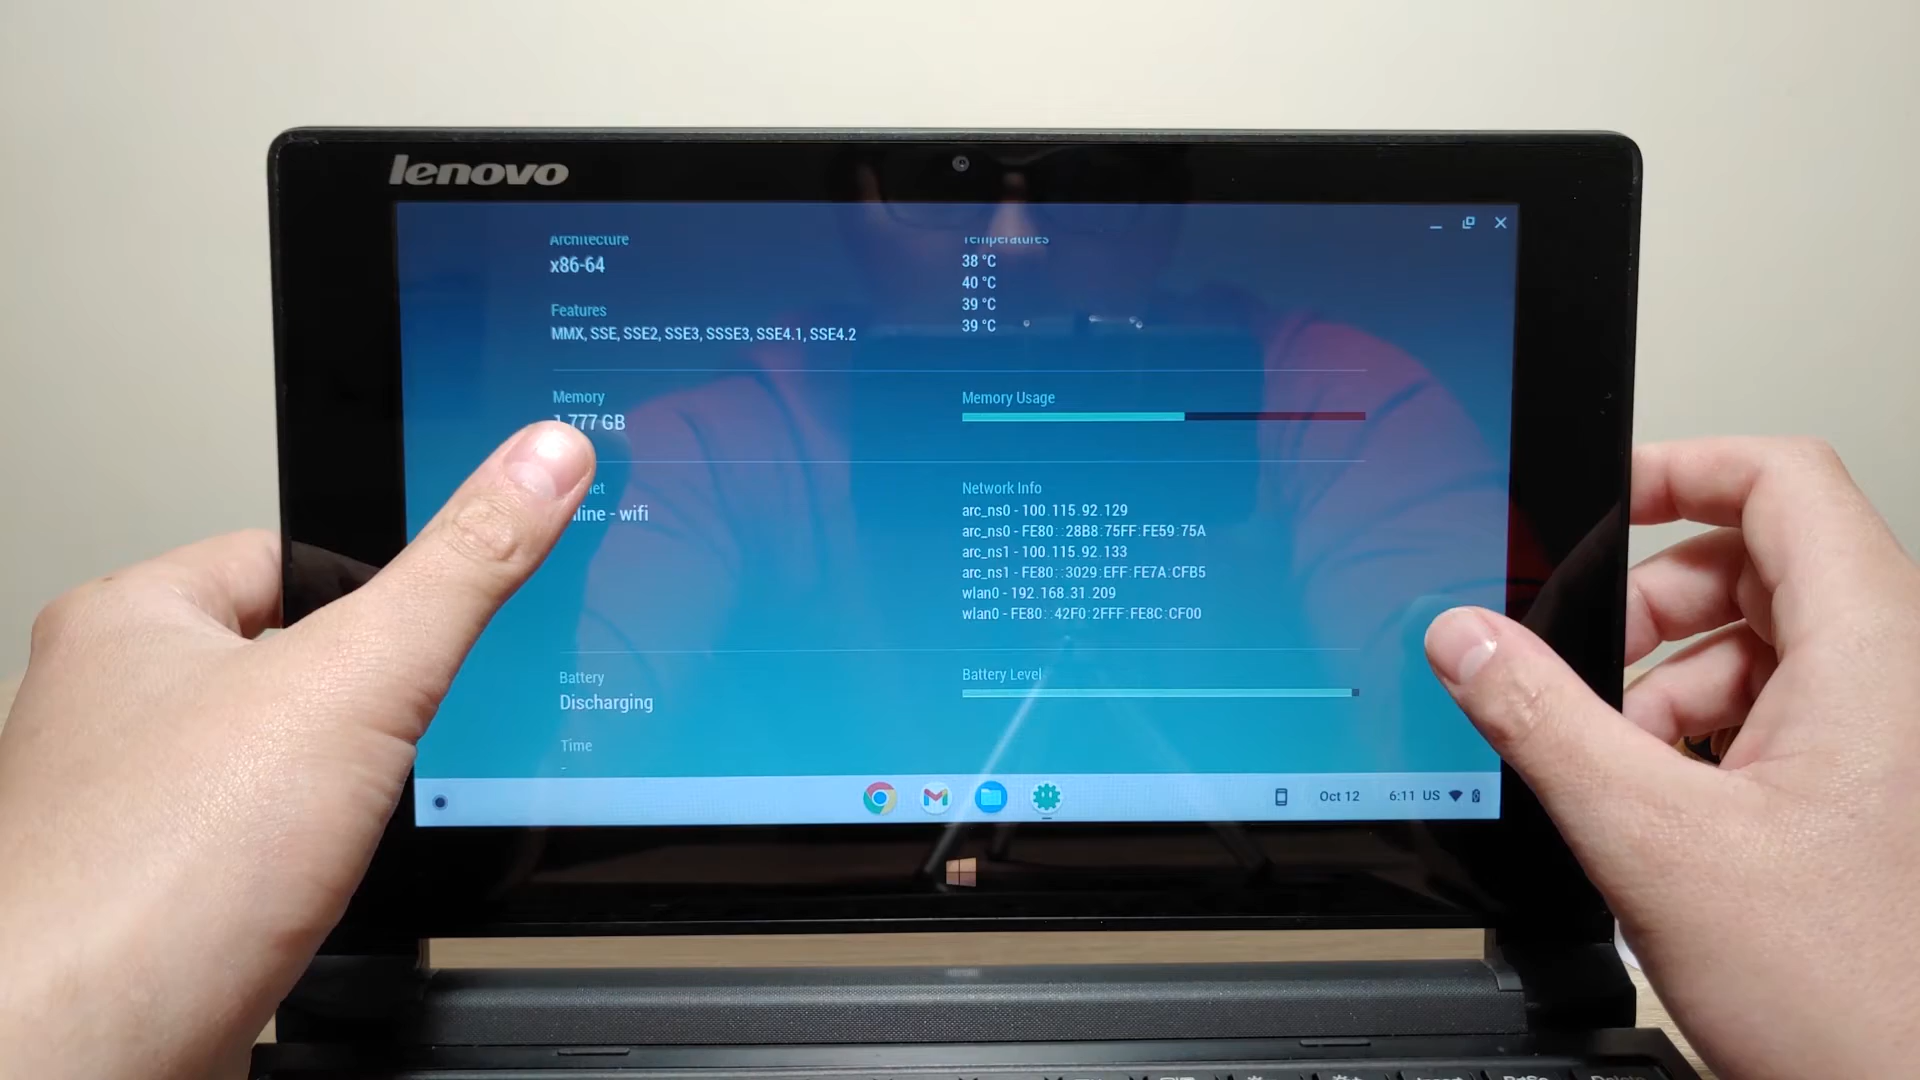 lenovo
Architecture
x86-64
Features
MMX, SSE, SSE2, SSE3, SSSE3, SSE4.1, SSE4.2
Temperatures
38 °C
40 °C
39 °C
39 °C
Memory
777 GB
Memory Usage
- wifi
Network Info
arc_ns0 - 100.115.92.129
arc_ns0 - FE80::28B8:75FF:FE59:75A
arc_ns1 - 100.115.92.133
arc_ns1 - FE80::3029:EFF:FE7A:CFB5
wlan0 - 192.168.31.209
wlan0 - FE80::42F0:2FFF:FE8C:CF00
Battery
Discharging
Battery Level
Time
-
Oct 12
6:11 US